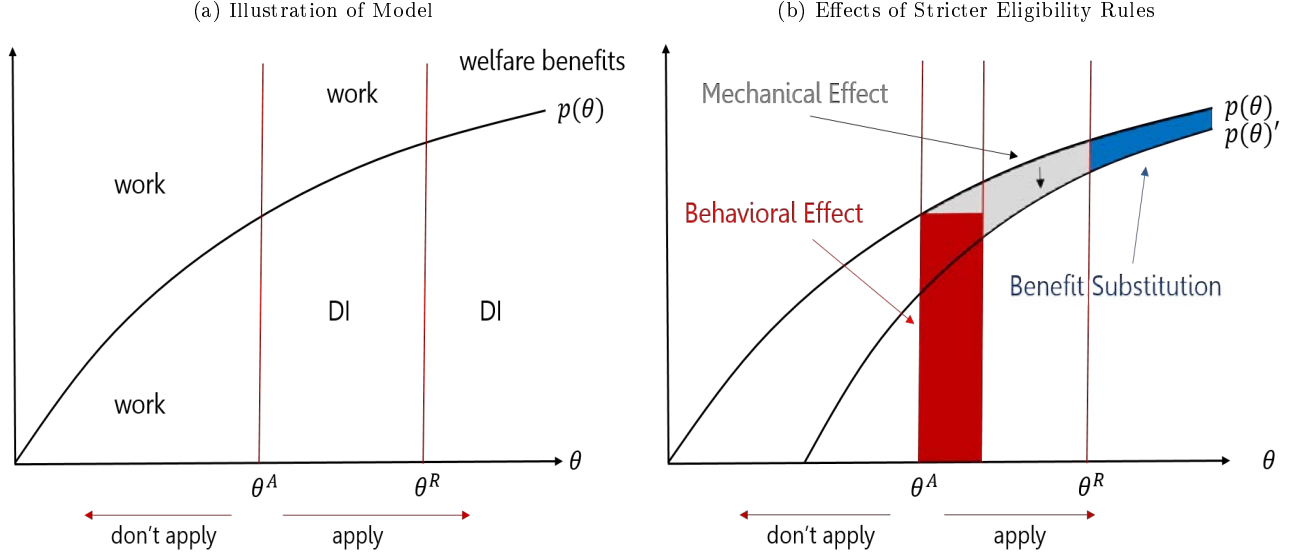 (a) Illustration of Model
welfare benefits
work
p(θ)
work
DI
DI
work
θ
θ^A
θ^R
don't apply
apply
(b) Effects of Stricter Eligibility Rules
Mechanical Effect
p(θ)
p(θ)'
Behavioral Effect
Benefit Substitution
θ^A
θ^R
θ
don't apply
apply